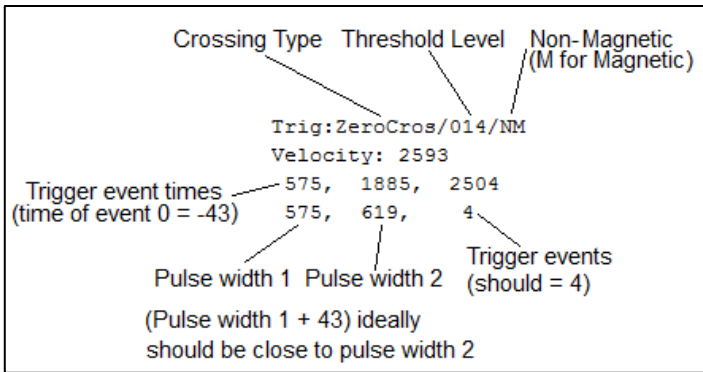 Crossing Type Threshold Level Non-Magnetic
(M for Magnetic)
Trig:ZeroCros/014/NM
Velocity: 2593
Trigger event times 575, 1885, 2504
(time of event 0 = -43) 575, 619, 4
Trigger events
(should = 4)
Pulse width 1 Pulse width 2
(Pulse width 1 + 43) ideally
should be close to pulse width 2